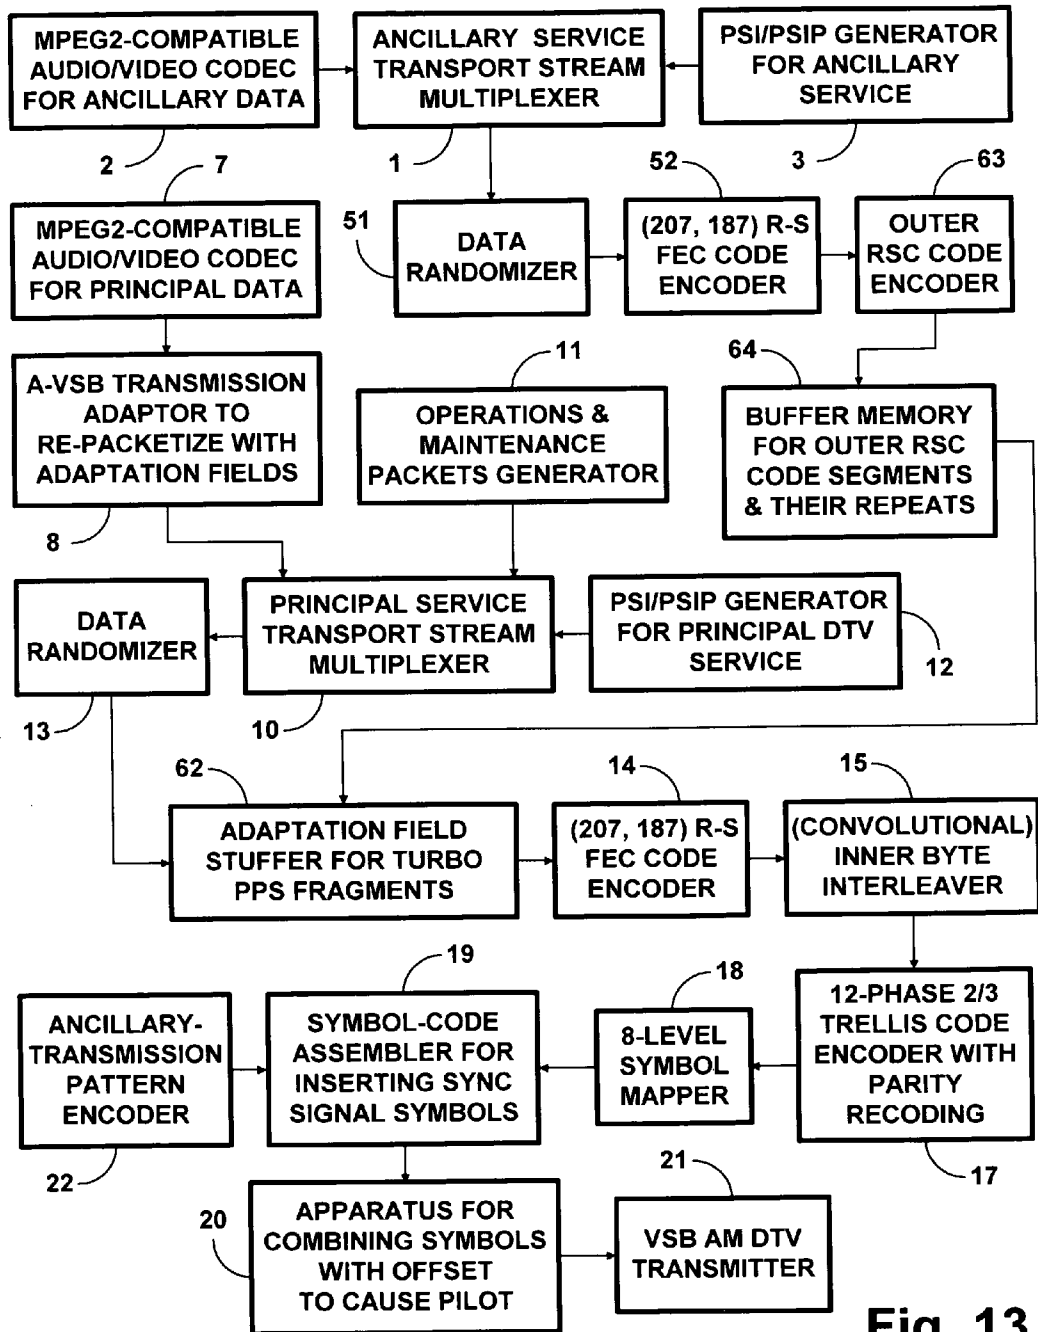 MPEG2-COMPATIBLE
AUDIO/VIDEO CODEC
FOR ANCILLARY DATA
ANCILLARY SERVICE
TRANSPORT STREAM
MULTIPLEXER
PSI/PSIP GENERATOR
FOR ANCILLARY
SERVICE
2
7
1
52
3
63
MPEG2-COMPATIBLE
AUDIO/VIDEO CODEC
FOR PRINCIPAL DATA
51
DATA
RANDOMIZER
(207, 187) R-S
FEC CODE
ENCODER
OUTER
RSC CODE
ENCODER
11
64
A-VSB TRANSMISSION
ADAPTOR TO
RE-PACKETIZE WITH
ADAPTATION FIELDS
OPERATIONS &
MAINTENANCE
PACKETS GENERATOR
BUFFER MEMORY
FOR OUTER RSC
CODE SEGMENTS
& THEIR REPEATS
8
DATA
RANDOMIZER
PRINCIPAL SERVICE
TRANSPORT STREAM
MULTIPLEXER
PSI/PSIP GENERATOR
FOR PRINCIPAL DTV
SERVICE
13
10
12
62
14
15
ADAPTATION FIELD
STUFFER FOR TURBO
PPS FRAGMENTS
(207, 187) R-S
FEC CODE
ENCODER
(CONVOLUTIONAL)
INNER BYTE
INTERLEAVER
19
18
ANCILLARY-
TRANSMISSION
PATTERN
ENCODER
SYMBOL-CODE
ASSEMBLER FOR
INSERTING SYNC
SIGNAL SYMBOLS
8-LEVEL
SYMBOL
MAPPER
12-PHASE 2/3
TRELLIS CODE
ENCODER WITH
PARITY
RECODING
22
21
17
20
APPARATUS FOR
COMBINING SYMBOLS
WITH OFFSET
TO CAUSE PILOT
VSB AM DTV
TRANSMITTER
Fig. 13